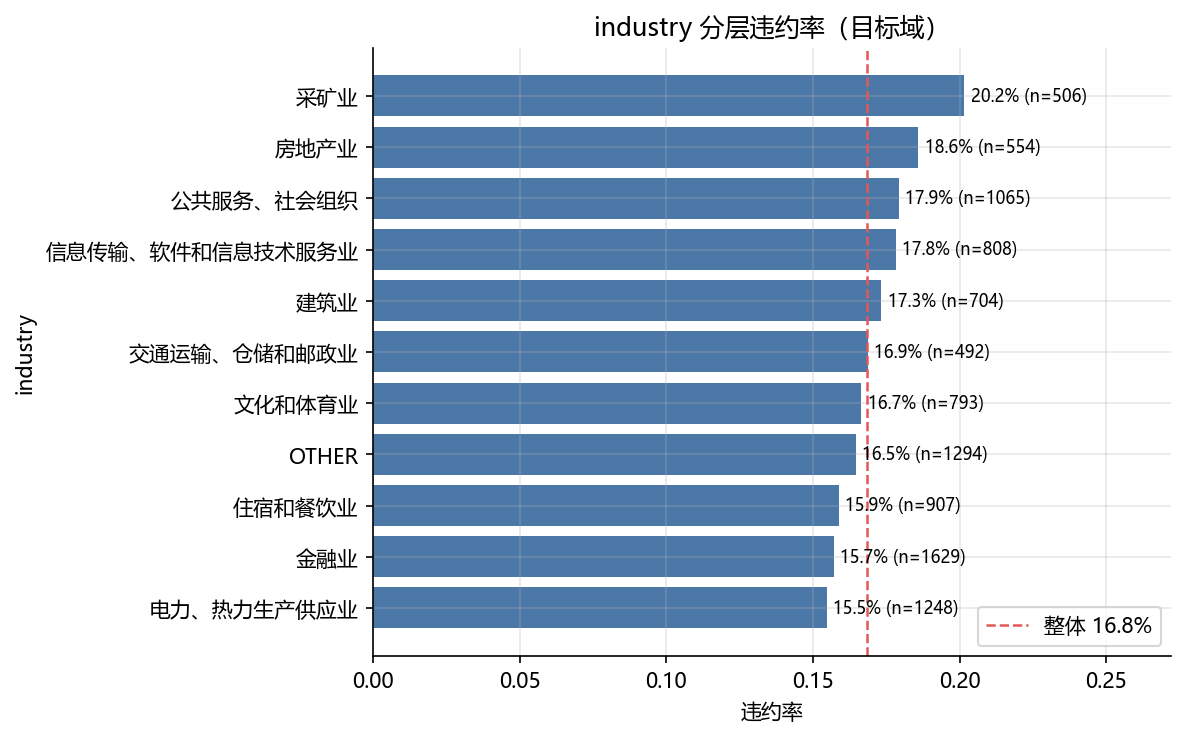 industry 分层违约率（目标域）
industry
采矿业
20.2% (n=506)
房地产业
18.6% (n=554)
公共服务、社会组织
17.9% (n=1065)
信息传输、软件和信息技术服务业
17.8% (n=808)
建筑业
17.3% (n=704)
交通运输、仓储和邮政业
16.9% (n=492)
文化和体育业
16.7% (n=793)
OTHER
16.5% (n=1294)
住宿和餐饮业
15.9% (n=907)
金融业
15.7% (n=1629)
电力、热力生产供应业
15.5% (n=1248)
整体 16.8%
0.00 0.05 0.10 0.15 0.20 0.25
违约率